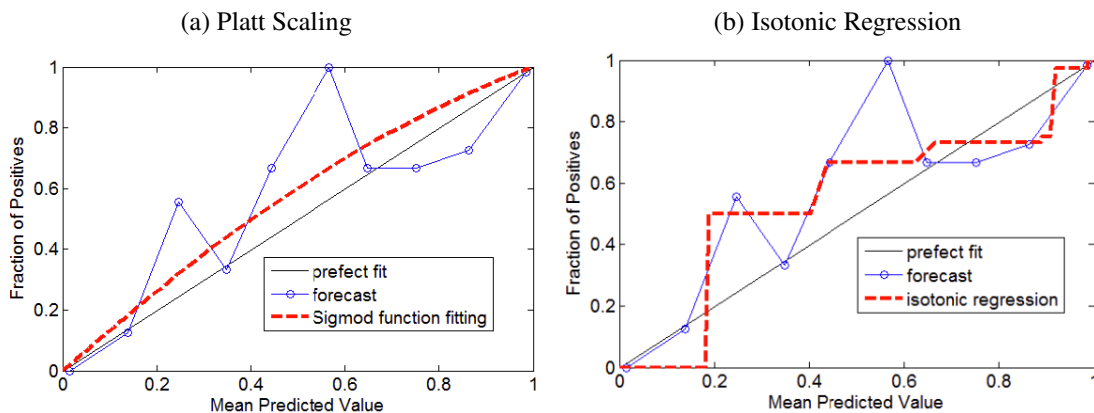 (a) Platt Scaling
(b) Isotonic Regression
1
0.8
0.6
0.4
0.2
0
Fraction of Positives
0
0.2
0.4
0.6
0.8
1
Mean Predicted Value
prefect fit
forecast
Sigmod function fitting
1
0.8
0.6
0.4
0.2
0
Fraction of Positives
0
0.2
0.4
0.6
0.8
1
Mean Predicted Value
prefect fit
forecast
isotonic regression